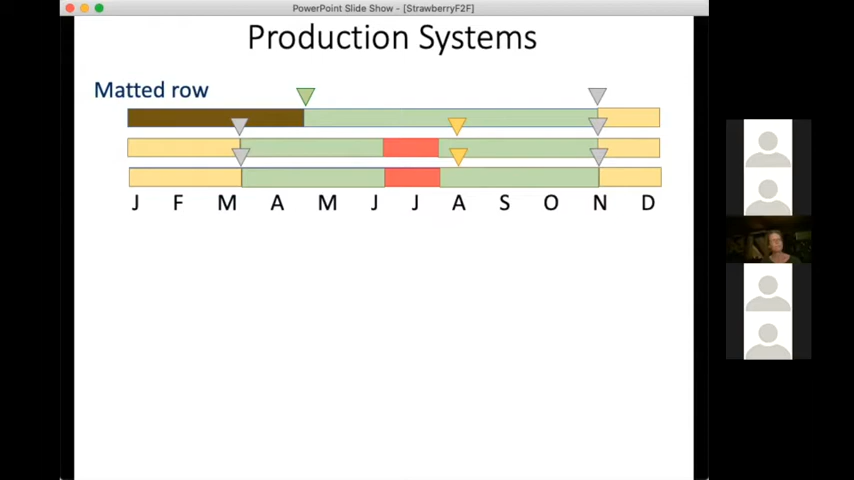 PowerPoint Slide Show - [StrawberryF2F]
Production Systems
Matted row
J F M A M J J A S O N D